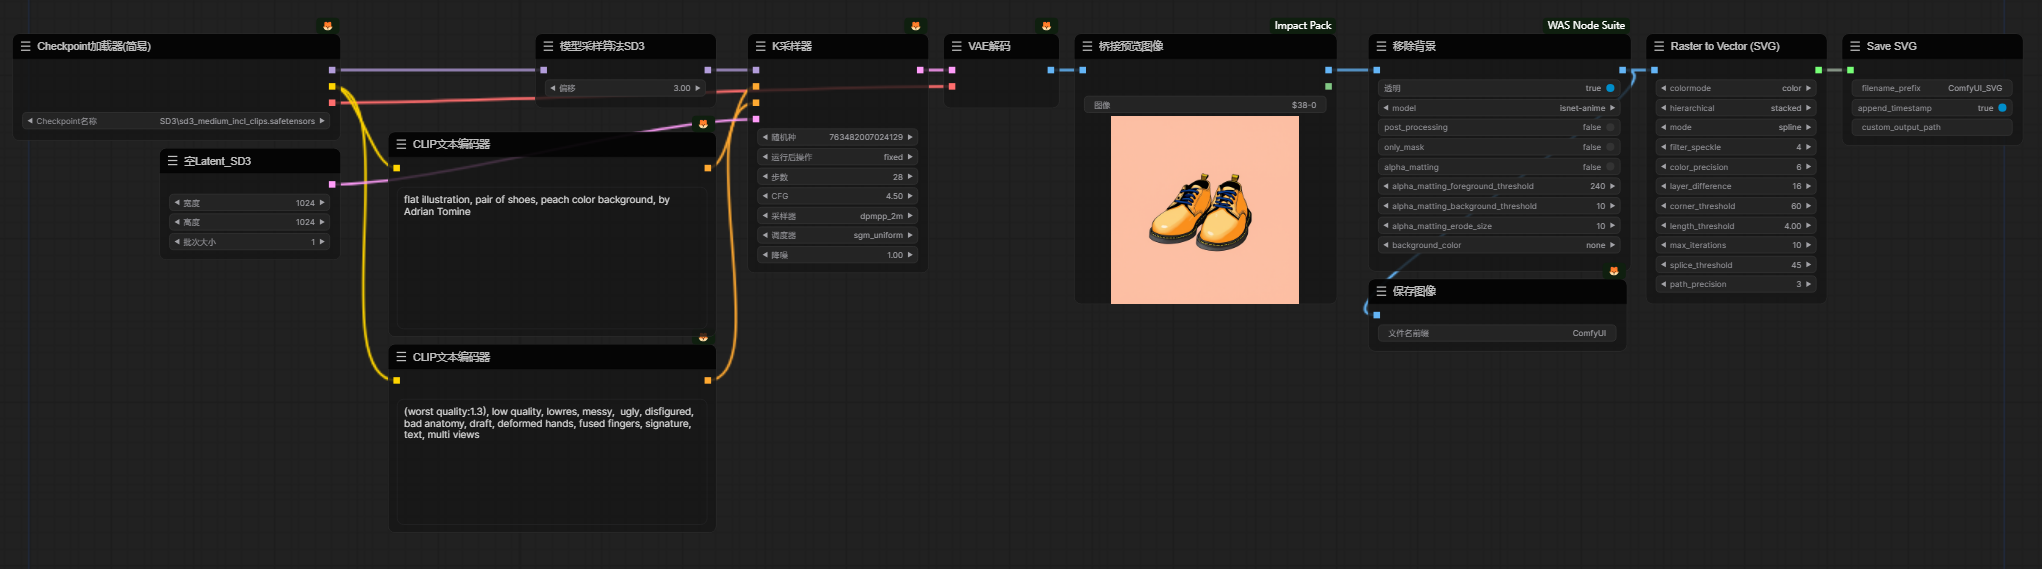 Checkpoint加载器(简易)
Checkpoint名称 SD3\sd3_medium_incl_clips.safetensors
空Latent_SD3
宽度 1024
高度 1024
批次大小 1
模型采样算法SD3
偏移 3.00
CLIP文本编码器
flat illustration, pair of shoes, peach color background, by
Adrian Tomine
CLIP文本编码器
(worst quality:1.3), low quality, lowres, messy, ugly, disfigured,
bad anatomy, draft, deformed hands, fused fingers, signature,
text, multi views
K采样器
随机种 763482007024129
运行后操作 fixed
步数 28
CFG 4.50
采样器 dpmpp_2m
调度器 sgm_uniform
降噪 1.00
VAE解码
Impact Pack
桥接预览图像
图像 $38-0
WAS Node Suite
移除背景
透明 true
model isnet-anime
post_processing false
only_mask false
alpha_matting false
alpha_matting_foreground_threshold 240
alpha_matting_background_threshold 10
alpha_matting_erode_size 10
background_color none
保存图像
文件名前缀 ComfyUI
Raster to Vector (SVG)
colormode color
hierarchical stacked
mode spline
filter_speckle 4
color_precision 6
layer_difference 16
corner_threshold 60
length_threshold 4.00
max_iterations 10
splice_threshold 45
path_precision 3
Save SVG
filename_prefix ComfyUI_SVG
append_timestamp true
custom_output_path